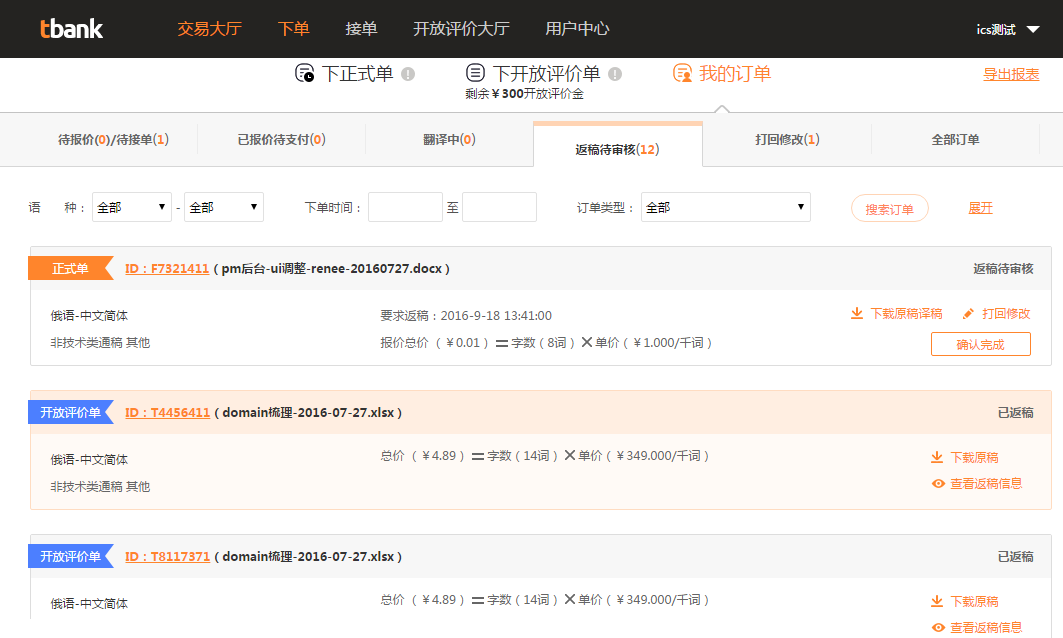 tbank 交易大厅 下单 接单 开放评价大厅 用户中心 ics测试
下正式单 下开放评价单 我的订单 导出报表
剩余￥300开放评价金
待报价(0)/待接单(1) 已报价待支付(0) 翻译中(0) 返稿待审核(12) 打回修改(1) 全部订单
语 种： 全部 - 全部 下单时间： 至 订单类型： 全部 搜索订单 展开
正式单 ID：F7321411 ( pm后台-ui调整-renee-20160727.docx ) 返稿待审核
俄语-中文简体 要求返稿：2016-9-18 13:41:00 下载原稿译稿 打回修改
非技术类通稿 其他 报价总价 （ ￥0.01 ） = 字数 ( 8词 ) × 单价 ( ￥1.000/千词 ) 确认完成
开放评价单 ID：T4456411 ( domain梳理-2016-07-27.xlsx ) 已返稿
俄语-中文简体 总价 （ ￥4.89 ） = 字数 ( 14词 ) × 单价 ( ￥349.000/千词 ) 下载原稿
非技术类通稿 其他 查看返稿信息
开放评价单 ID：T8117371 ( domain梳理-2016-07-27.xlsx ) 已返稿
俄语-中文简体 总价 （ ￥4.89 ） = 字数 ( 14词 ) × 单价 ( ￥349.000/千词 ) 下载原稿
查看返稿信息